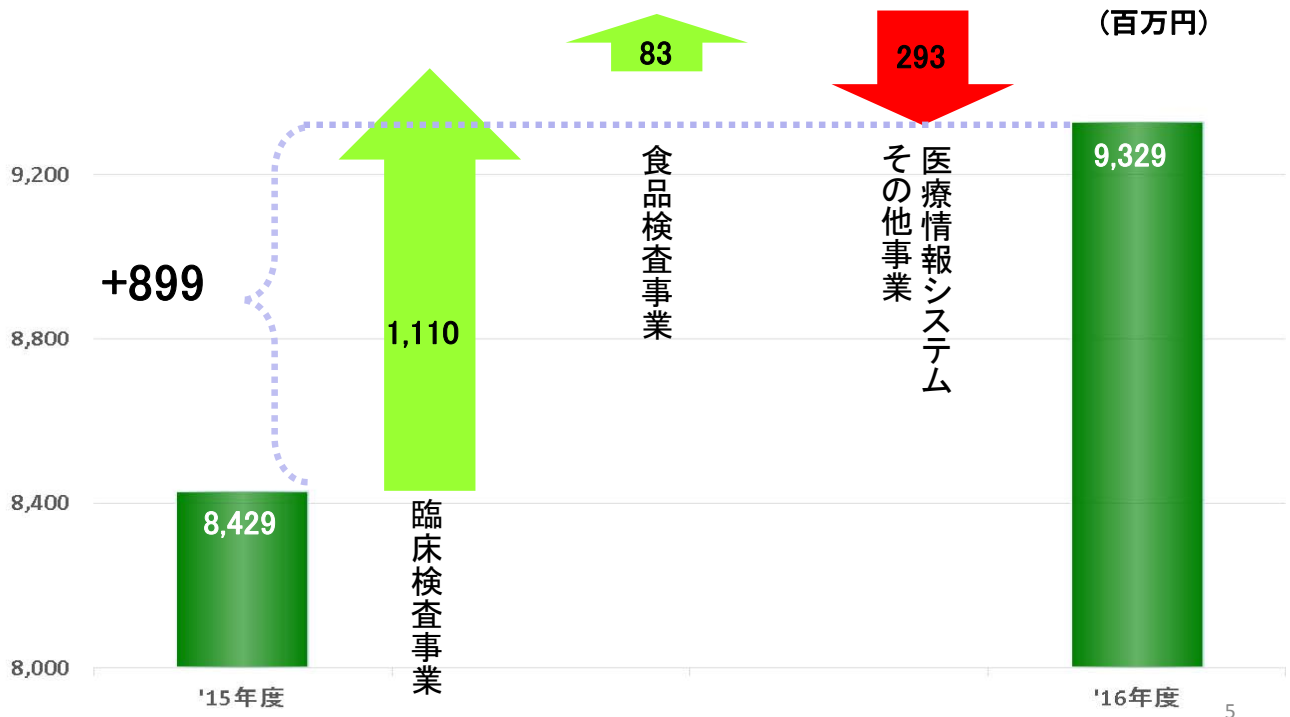 （百万円）
83
293
9,200
8,800
8,400
8,000
+899
1,110
8,429
9,329
臨床検査事業
食品検査事業
医療情報システム
その他事業
'15年度
'16年度
5